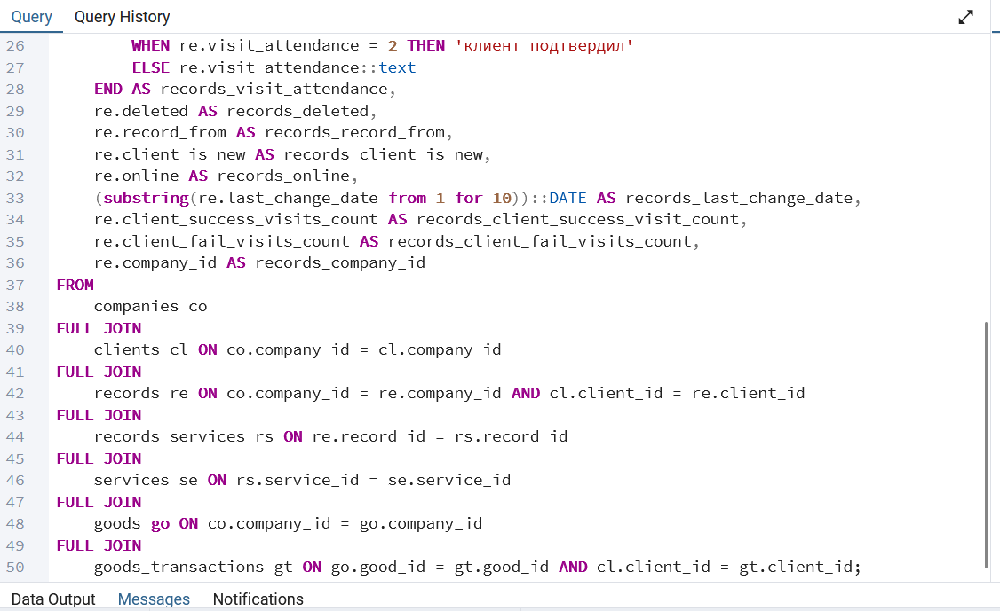 Query Query History
26 WHEN re.visit_attendance = 2 THEN 'клиент подтвердил'
27 ELSE re.visit_attendance::text
28 END AS records_visit_attendance,
29 re.deleted AS records_deleted,
30 re.record_from AS records_record_from,
31 re.client_is_new AS records_client_is_new,
32 re.online AS records_online,
33 (substring(re.last_change_date from 1 for 10))::DATE AS records_last_change_date,
34 re.client_success_visits_count AS records_client_success_visit_count,
35 re.client_fail_visits_count AS records_client_fail_visits_count,
36 re.company_id AS records_company_id
37 FROM
38 companies co
39 FULL JOIN
40 clients cl ON co.company_id = cl.company_id
41 FULL JOIN
42 records re ON co.company_id = re.company_id AND cl.client_id = re.client_id
43 FULL JOIN
44 records_services rs ON re.record_id = rs.record_id
45 FULL JOIN
46 services se ON rs.service_id = se.service_id
47 FULL JOIN
48 goods go ON co.company_id = go.company_id
49 FULL JOIN
50 goods_transactions gt ON go.good_id = gt.good_id AND cl.client_id = gt.client_id;
Data Output Messages Notifications